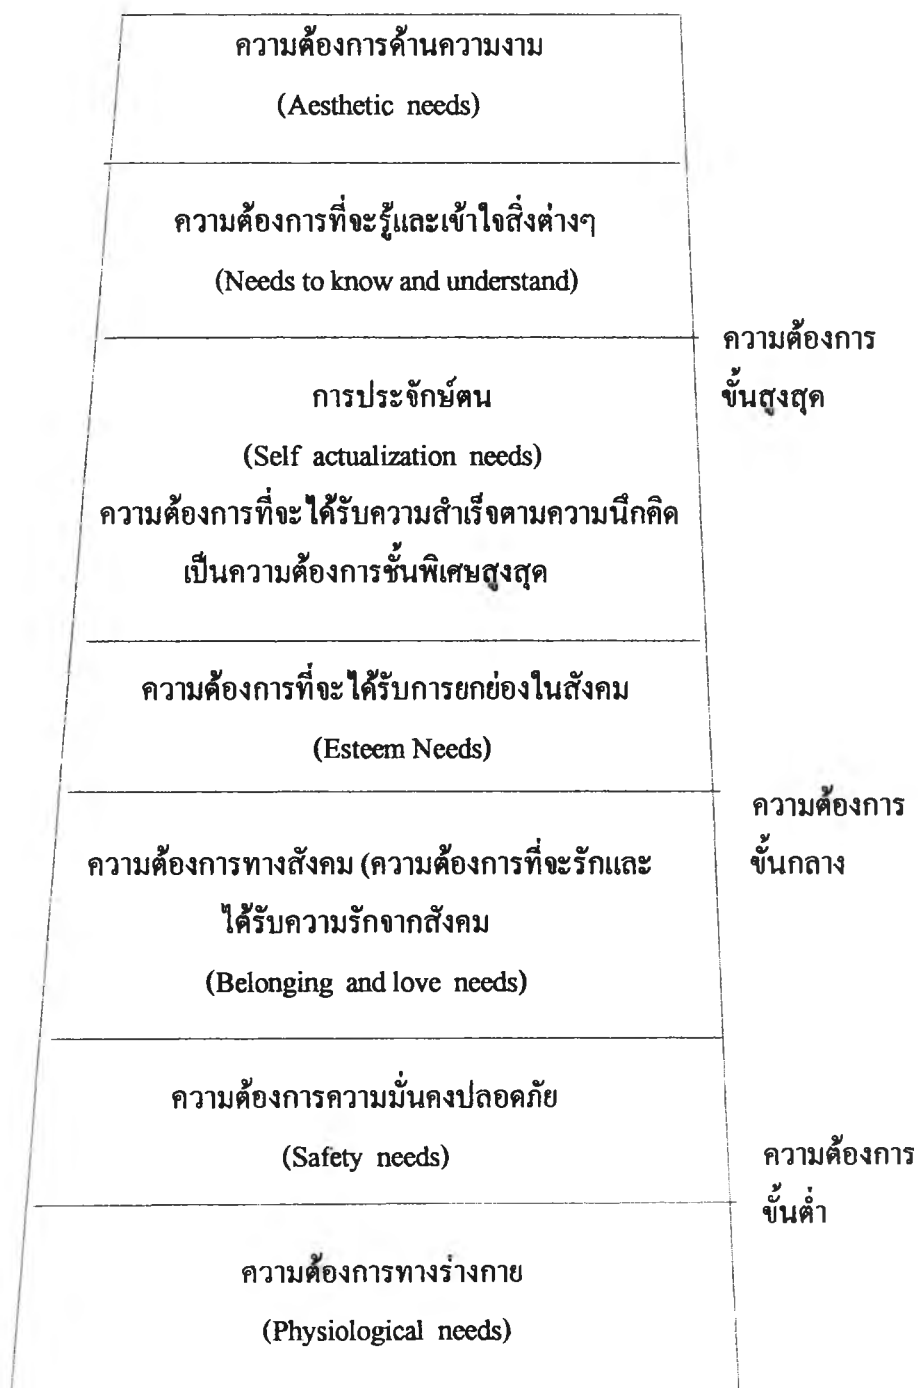 ความต้องการด้านความงาม
(Aesthetic needs)
ความต้องการที่จะรู้และเข้าใจสิ่งต่างๆ
(Needs to know and understand)
ความต้องการ
ขั้นสูงสุด
การประจักษ์ตน
(Self actualization needs)
ความต้องการที่จะได้รับความสำเร็จตามความนึกคิด
เป็นความต้องการชั้นพิเศษสูงสุด
ความต้องการที่จะได้รับการยกย่องในสังคม
(Esteem Needs)
ความต้องการ
ขั้นกลาง
ความต้องการทางสังคม (ความต้องการที่จะรักและ
ได้รับความรักจากสังคม
(Belonging and love needs)
ความต้องการความมั่นคงปลอดภัย
(Safety needs)
ความต้องการ
ขั้นต่ำ
ความต้องการทางร่างกาย
(Physiological needs)